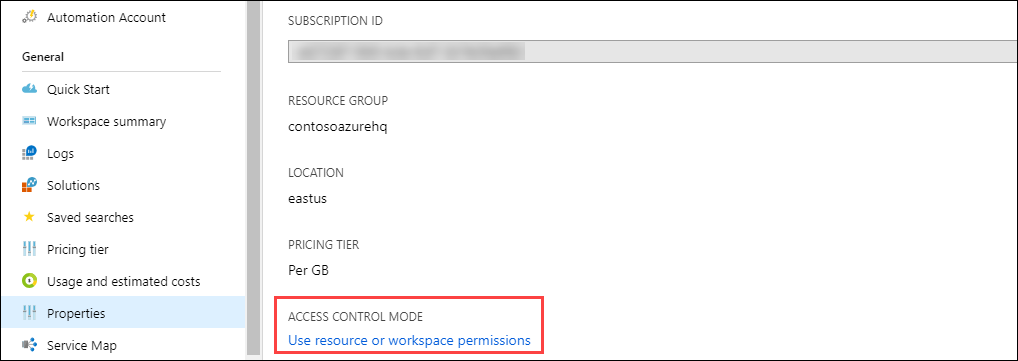 Automation Account
General
Quick Start
Workspace summary
Logs
Solutions
Saved searches
Pricing tier
Usage and estimated costs
Properties
Service Map
SUBSCRIPTION ID
RESOURCE GROUP
contosoazurehq
LOCATION
eastus
PRICING TIER
Per GB
ACCESS CONTROL MODE
Use resource or workspace permissions